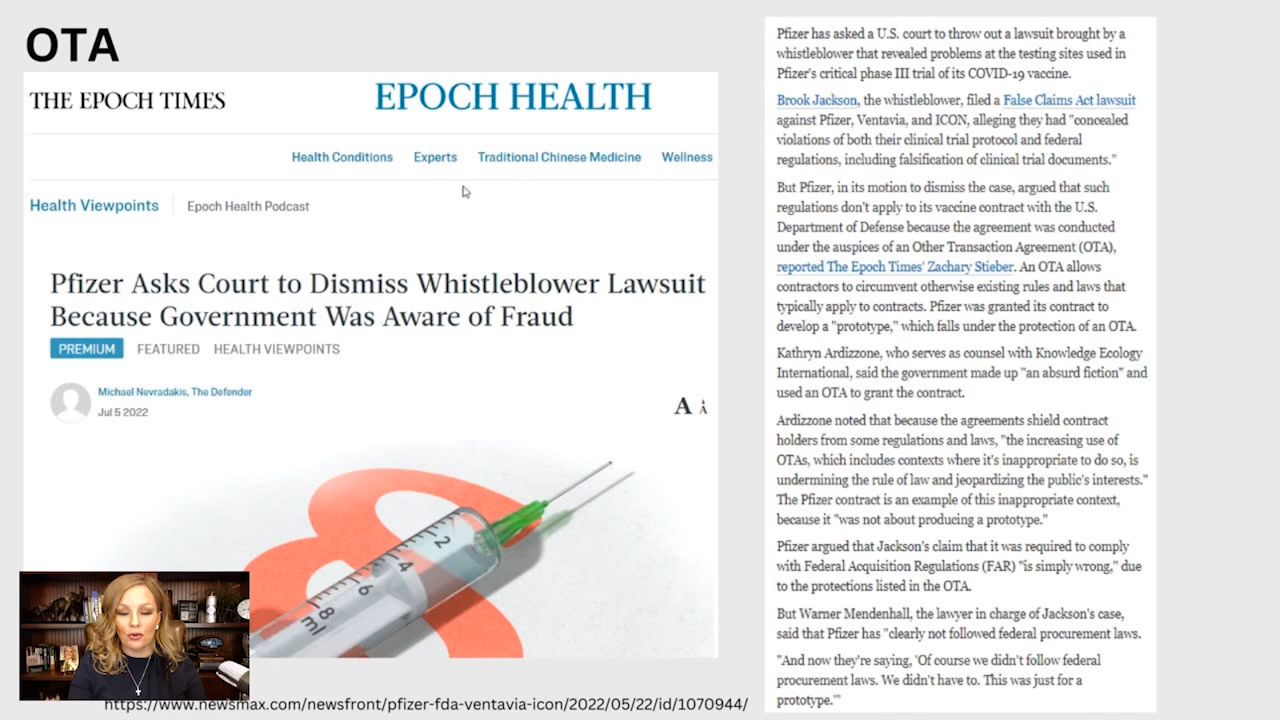 OTA
THE EPOCH TIMES
EPOCH HEALTH
Health Conditions Experts Traditional Chinese Medicine Wellness
Health Viewpoints Epoch Health Podcast
Pfizer Asks Court to Dismiss Whistleblower Lawsuit
Because Government Was Aware of Fraud
PREMIUM FEATURED HEALTH VIEWPOINTS
Michael Nevradakis, The Defender
Jul 5 2022
A A
2
4
6
8
ml
https://www.newsmax.com/newsfront/pfizer-fda-ventavia-icon/2022/05/22/id/1070944/
Pfizer has asked a U.S. court to throw out a lawsuit brought by a
whistleblower that revealed problems at the testing sites used in
Pfizer's critical phase III trial of its COVID-19 vaccine.
Brook Jackson, the whistleblower, filed a False Claims Act lawsuit
against Pfizer, Ventavia, and ICON, alleging they had "concealed
violations of both their clinical trial protocol and federal
regulations, including falsification of clinical trial documents."
But Pfizer, in its motion to dismiss the case, argued that such
regulations don't apply to its vaccine contract with the U.S.
Department of Defense because the agreement was conducted
under the auspices of an Other Transaction Agreement (OTA),
reported The Epoch Times' Zachary Stieber. An OTA allows
contractors to circumvent otherwise existing rules and laws that
typically apply to contracts. Pfizer was granted its contract to
develop a "prototype," which falls under the protection of an OTA.
Kathryn Ardizzone, who serves as counsel with Knowledge Ecology
International, said the government made up "an absurd fiction" and
used an OTA to grant the contract.
Ardizzone noted that because the agreements shield contract
holders from some regulations and laws, "the increasing use of
OTAs, which includes contexts where it's inappropriate to do so, is
undermining the rule of law and jeopardizing the public's interests."
The Pfizer contract is an example of this inappropriate context,
because it "was not about producing a prototype."
Pfizer argued that Jackson's claim that it was required to comply
with Federal Acquisition Regulations (FAR) "is simply wrong," due
to the protections listed in the OTA.
But Warner Mendenhall, the lawyer in charge of Jackson's case,
said that Pfizer has "clearly not followed federal procurement laws.
"And now they're saying, 'Of course we didn't follow federal
procurement laws. We didn't have to. This was just for a
prototype.'"